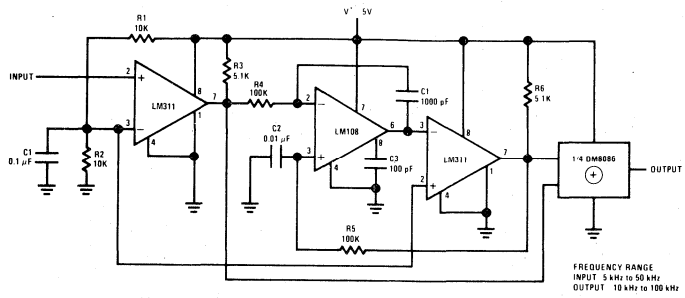 V+ 5V
R1
10K
R3
5.1K
R4
100K
C1
1000 pF
R6
5 1K
INPUT
2
+
8
7
LM311
1
3
−
4
2
−
7
6
LM108
8
3
+
4
C2
0.01 µF
C3
100 pF
3
−
8
7
LM311
1
2
+
4
1/4 DM8086
+
OUTPUT
C1
0.1 µF
R2
10K
R5
100K
FREQUENCY RANGE
INPUT 5 kHz to 50 kHz
OUTPUT 10 kHz to 100 kHz